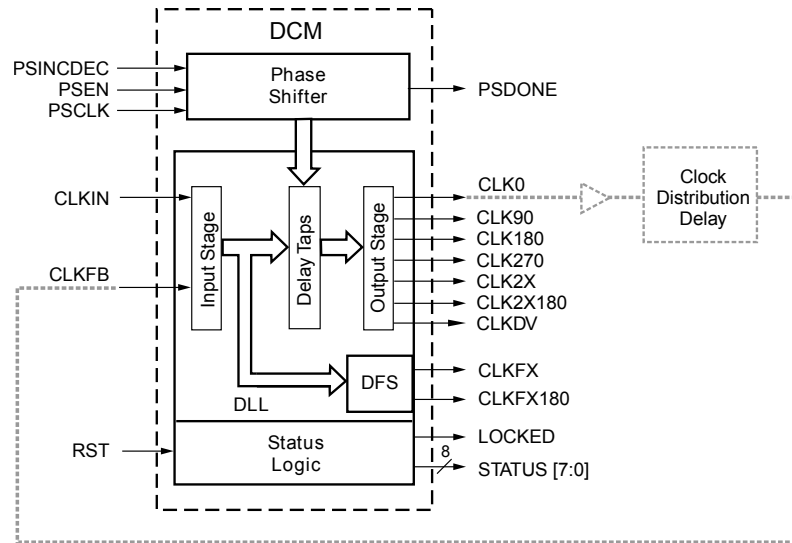 DCM
PSINCDEC
PSEN
PSCLK
Phase
Shifter
PSDONE
CLKIN
CLKFB
Input Stage
Delay Taps
Output Stage
CLK0
CLK90
CLK180
CLK270
CLK2X
CLK2X180
CLKDV
Clock
Distribution
Delay
DFS
CLKFX
CLKFX180
DLL
RST
Status
Logic
LOCKED
8
STATUS [7:0]